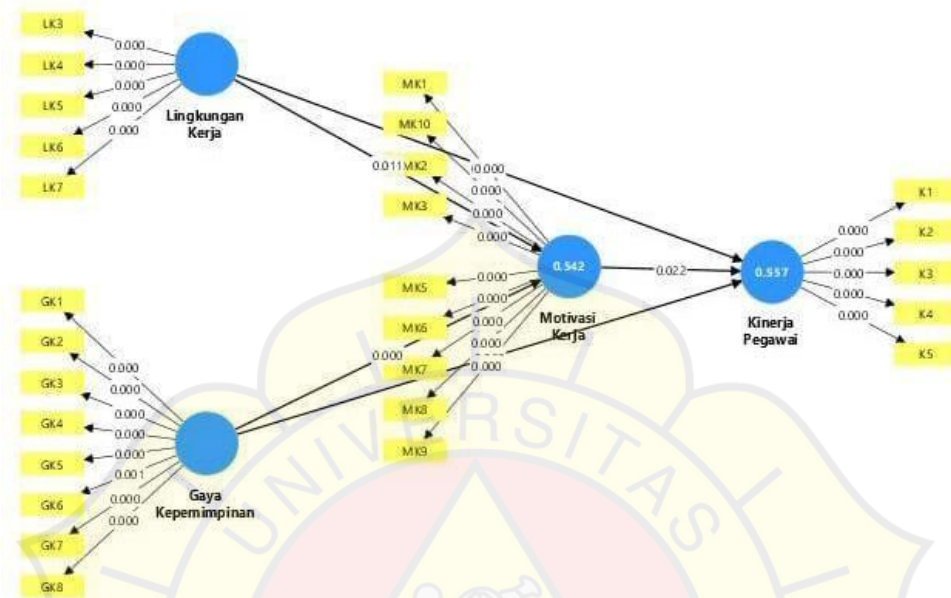 LK3
0.000
LK4
0.000
LK5
0.000
LK6
0.000
LK7
0.000
Lingkungan
Kerja
MK1
MK10
MK2
MK3
0.011
0.000
0.000
0.000
0.000
MK5
0.000
MK6
0.000
MK7
0.000
MK8
0.000
MK9
0.000
0.542
Motivasi
Kerja
0.022
0.557
Kinerja
Pegawai
K1
0.000
K2
0.000
K3
0.000
K4
0.000
K5
0.000
GK1
0.000
GK2
0.000
GK3
0.000
GK4
0.000
GK5
0.000
GK6
0.001
GK7
0.000
GK8
0.000
0.000
Gaya
Kepemimpinan
UNIVERSITAS